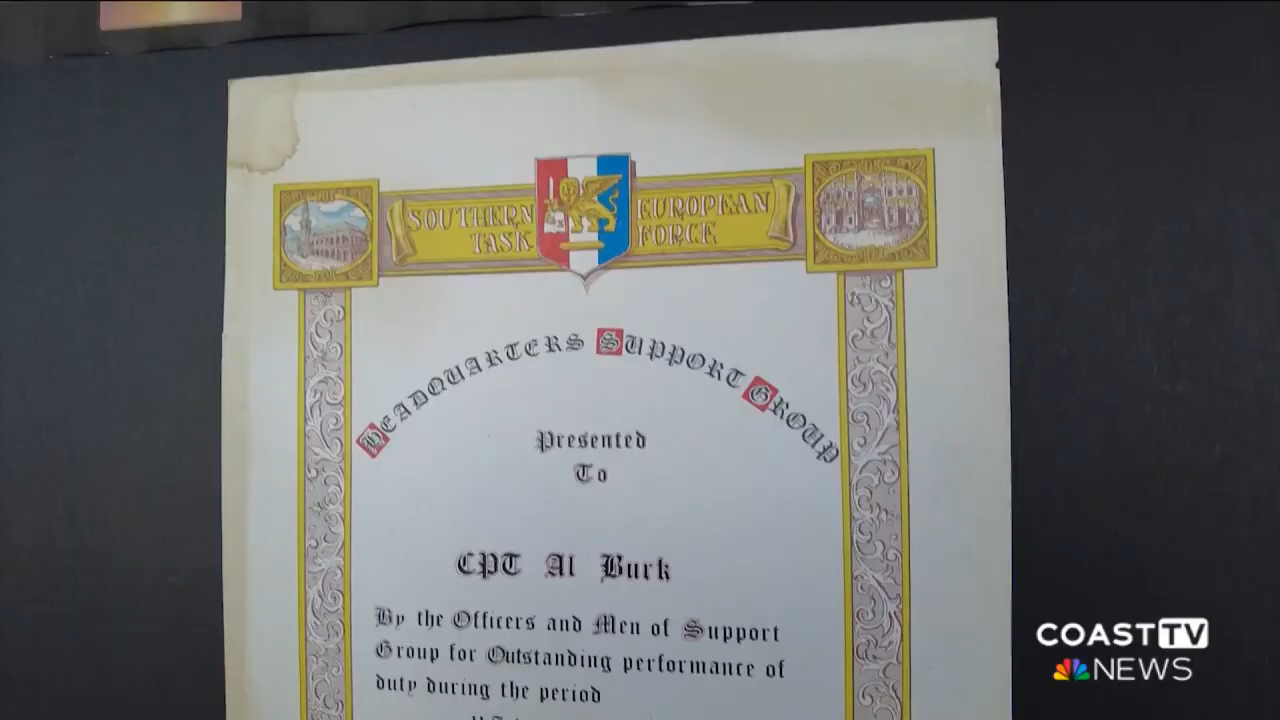 SOUTHERN EUROPEAN
TASK FORCE
HEADQUARTERS SUPPORT GROUP
Presented
To
CPT Al Burk
By the Officers and Men of Support
Group for Outstanding performance of
duty during the period
COAST TV
NEWS